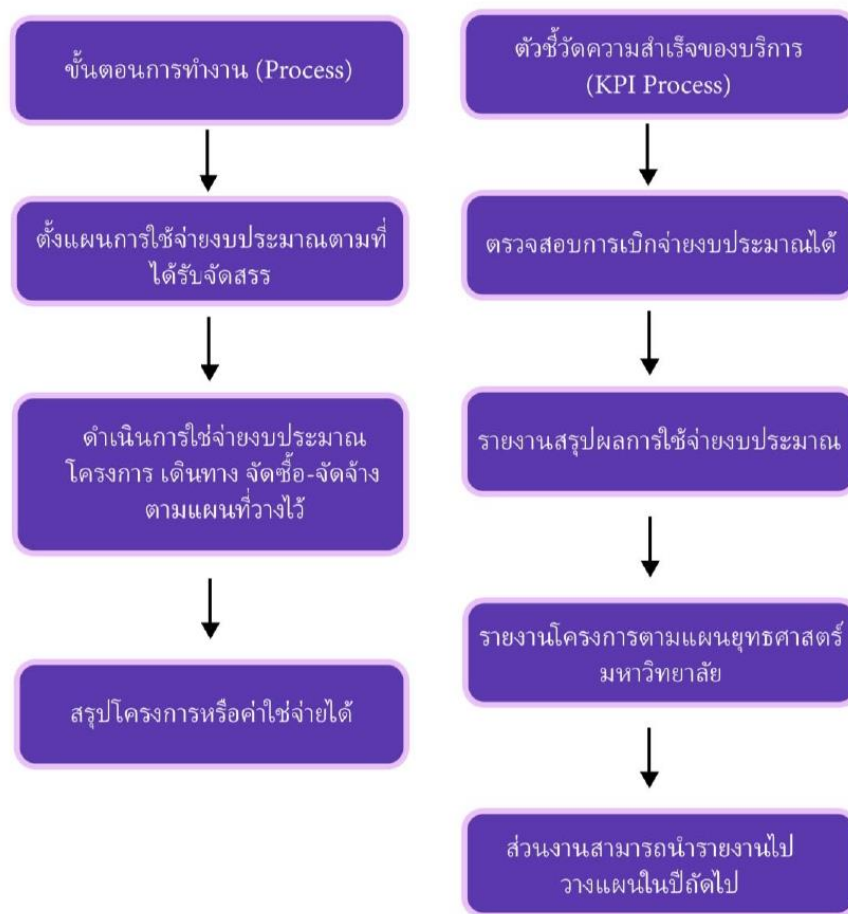 ขั้นตอนการทำงาน (Process)
ตั้งแผนการใช้จ่ายงบประมาณตามที่
ได้รับจัดสรร
ดำเนินการใช่จ่ายงบประมาณ
โครงการ เดินทาง จัดซื้อ-จัดจ้าง
ตามแผนที่วางไว้
สรุปโครงการหรือค่าใช่จ่ายได้
ตัวชี้วัดความสำเร็จของบริการ
(KPI Process)
ตรวจสอบการเบิกจ่ายงบประมาณได้
รายงานสรุปผลการใช้จ่ายงบประมาณ
รายงานโครงการตามแผนยุทธศาสตร์
มหาวิทยาลัย
ส่วนงานสามารถนำรายงานไป
วางแผนในปีถัดไป